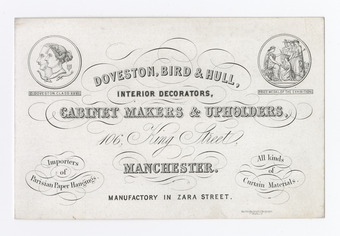 DOVESTON, BIRD & HULL,
INTERIOR DECORATORS,
CABINET MAKERS & UPHOLDERS,
106, King Street,
MANCHESTER.
Importers
of
Parisian Paper Hangings.
All kinds
of
Curtain Materials.
MANUFACTORY IN ZARA STREET.